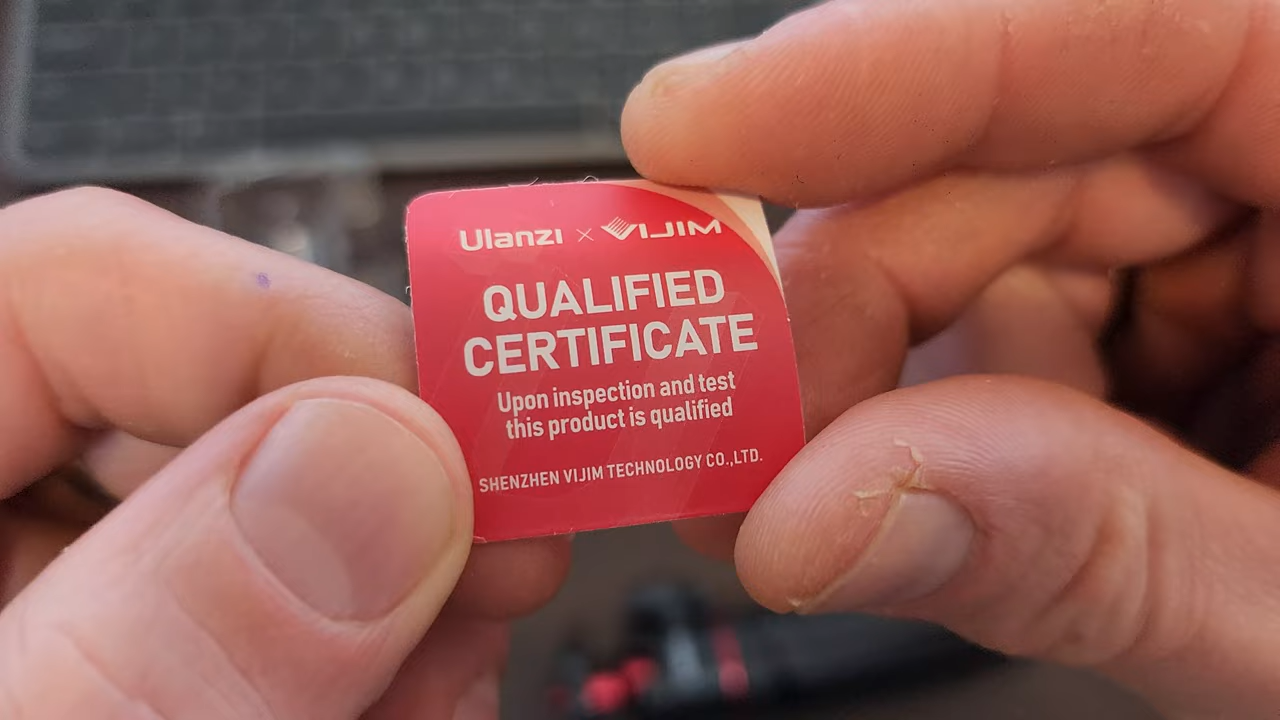 Ulanzi × VIJIM
QUALIFIED
CERTIFICATE
Upon inspection and test
this product is qualified
SHENZHEN VIJIM TECHNOLOGY CO.,LTD.